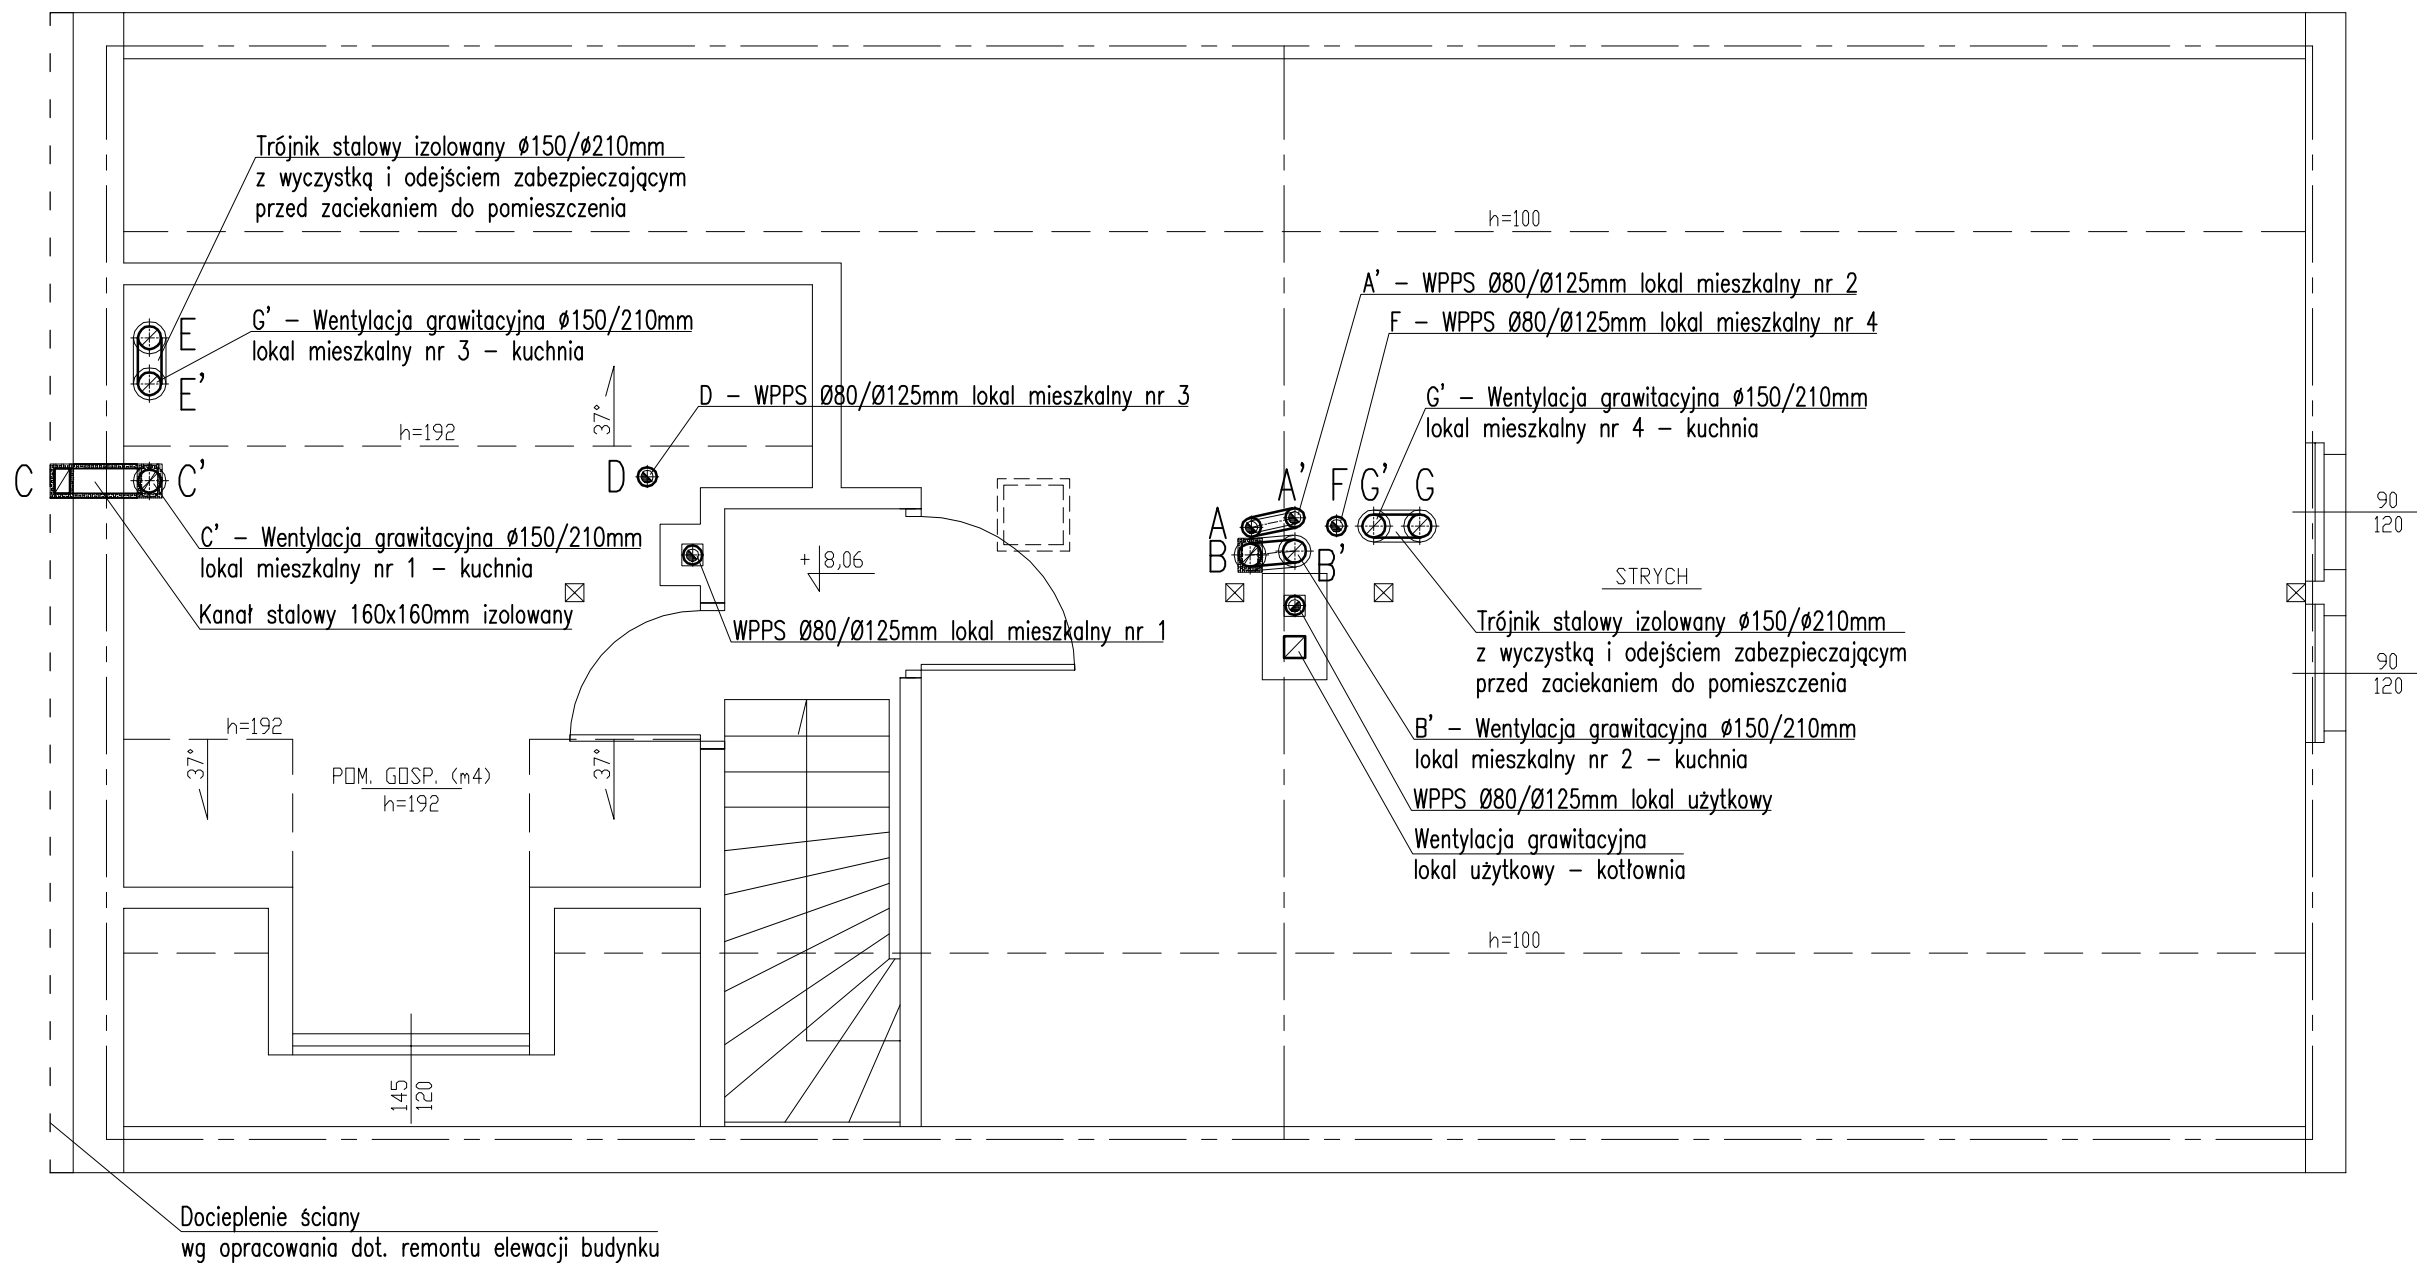 Trójnik stalowy izolowany ø150/ø210mm
z wyczystką i odejściem zabezpieczającym
przed zaciekaniem do pomieszczenia
h=100
A' – WPPS Ø80/Ø125mm lokal mieszkalny nr 2
F – WPPS Ø80/Ø125mm lokal mieszkalny nr 4
E
E'
G' – Wentylacja grawitacyjna ø150/210mm
lokal mieszkalny nr 3 – kuchnia
37°
D – WPPS Ø80/Ø125mm lokal mieszkalny nr 3
G' – Wentylacja grawitacyjna ø150/210mm
lokal mieszkalny nr 4 – kuchnia
h=192
C
C'
D
A'
F
G'
G
A
B
B'
90
120
C' – Wentylacja grawitacyjna ø150/210mm
lokal mieszkalny nr 1 – kuchnia
Kanał stalowy 160x160mm izolowany
+ 8,06
STRYCH
WPPS Ø80/Ø125mm lokal mieszkalny nr 1
Trójnik stalowy izolowany ø150/ø210mm
z wyczystką i odejściem zabezpieczającym
przed zaciekaniem do pomieszczenia
90
120
h=192
37°
37°
POM. GOSP. (m4)
h=192
B' – Wentylacja grawitacyjna ø150/210mm
lokal mieszkalny nr 2 – kuchnia
WPPS Ø80/Ø125mm lokal użytkowy
Wentylacja grawitacyjna
lokal użytkowy – kotłownia
h=100
145
120
Docieplenie ściany
wg opracowania dot. remontu elewacji budynku